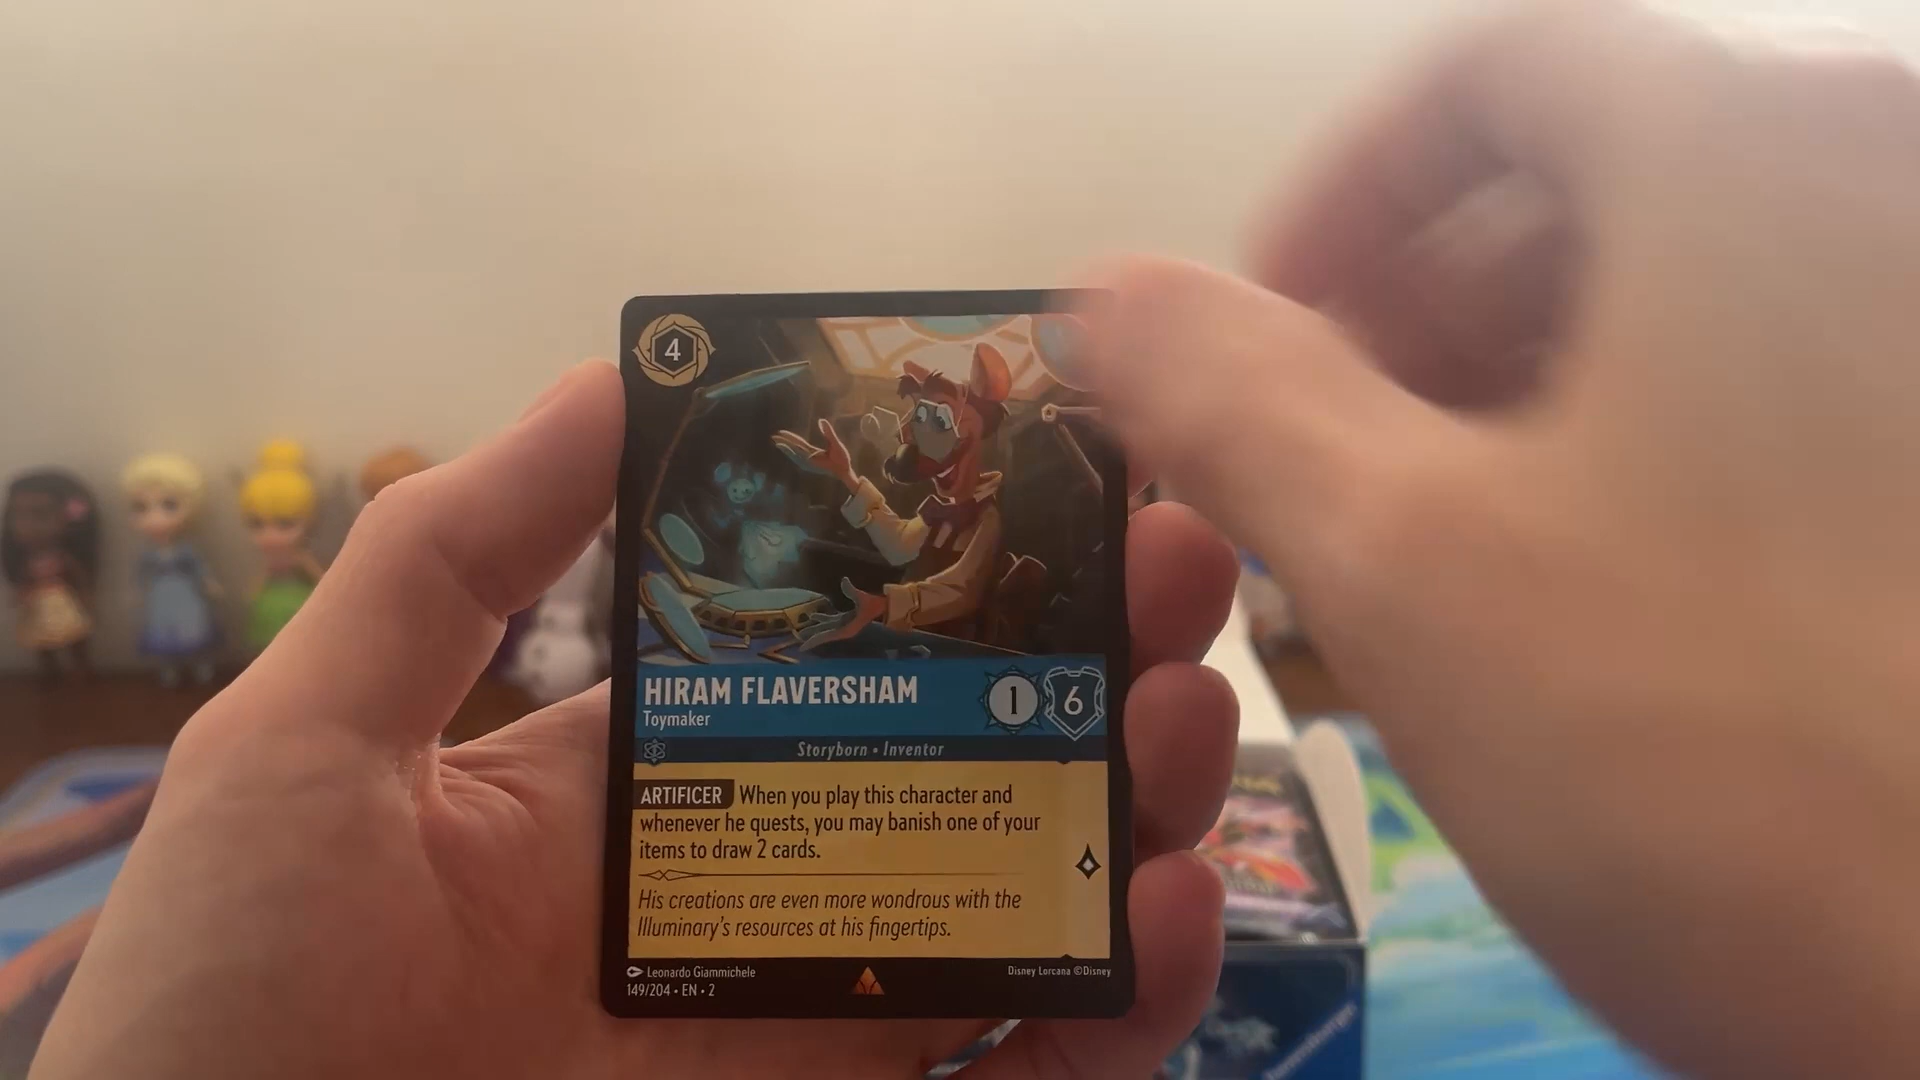 4
HIRAM FLAVERSHAM
Toymaker
1 6
Storyborn • Inventor
ARTIFICER When you play this character and
whenever he quests, you may banish one of your
items to draw 2 cards.
His creations are even more wondrous with the
Illuminary's resources at his fingertips.
Leonardo Giammichele
149/204 • EN • 2
Disney Lorcana ©Disney
Ravensburger